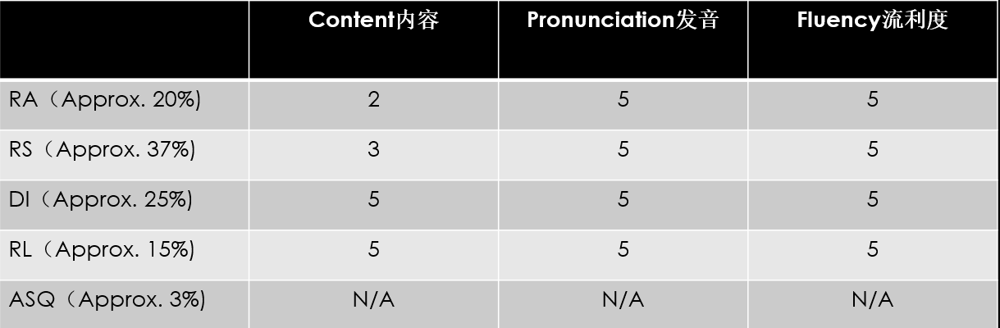 Content内容 Pronunciation发音 Fluency流利度
RA（Approx. 20%) 2 5 5
RS（Approx. 37%) 3 5 5
DI（Approx. 25%) 5 5 5
RL（Approx. 15%) 5 5 5
ASQ（Approx. 3%) N/A N/A N/A